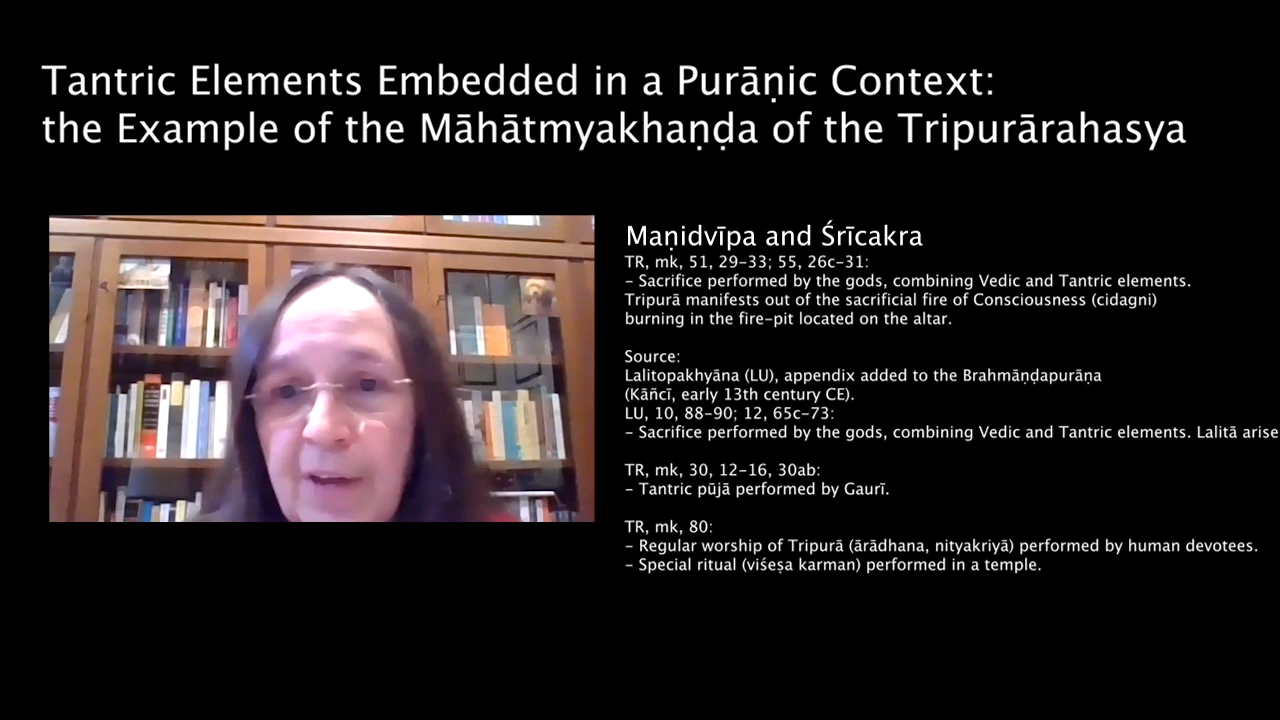 Tantric Elements Embedded in a Purāṇic Context:
the Example of the Māhātmyakhaṇḍa of the Tripurārahasya
Maṇidvīpa and Śrīcakra
TR, mk, 51, 29–33; 55, 26c–31:
– Sacrifice performed by the gods, combining Vedic and Tantric elements.
Tripurā manifests out of the sacrificial fire of Consciousness (cidagni)
burning in the fire–pit located on the altar.
Source:
Lalitopakhyāna (LU), appendix added to the Brahmāṇḍapurāṇa
(Kāñcī, early 13th century CE).
LU, 10, 88–90; 12, 65c–73:
– Sacrifice performed by the gods, combining Vedic and Tantric elements. Lalitā arise
TR, mk, 30, 12–16, 30ab:
– Tantric pūjā performed by Gaurī.
TR, mk, 80:
– Regular worship of Tripurā (ārādhana, nityakriyā) performed by human devotees.
– Special ritual (viśeṣa karman) performed in a temple.